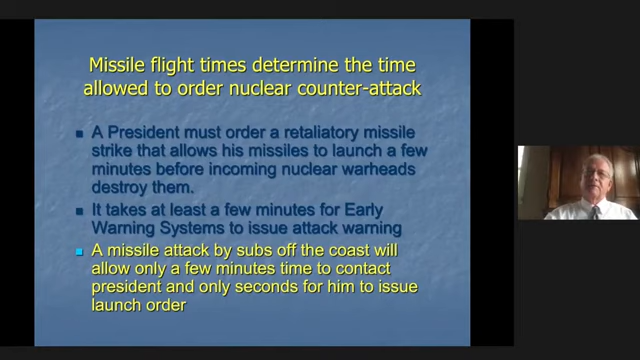 Missile flight times determine the time
allowed to order nuclear counter-attack
A President must order a retaliatory missile
strike that allows his missiles to launch a few
minutes before incoming nuclear warheads
destroy them.
It takes at least a few minutes for Early
Warning Systems to issue attack warning
A missile attack by subs off the coast will
allow only a few minutes time to contact
president and only seconds for him to issue
launch order